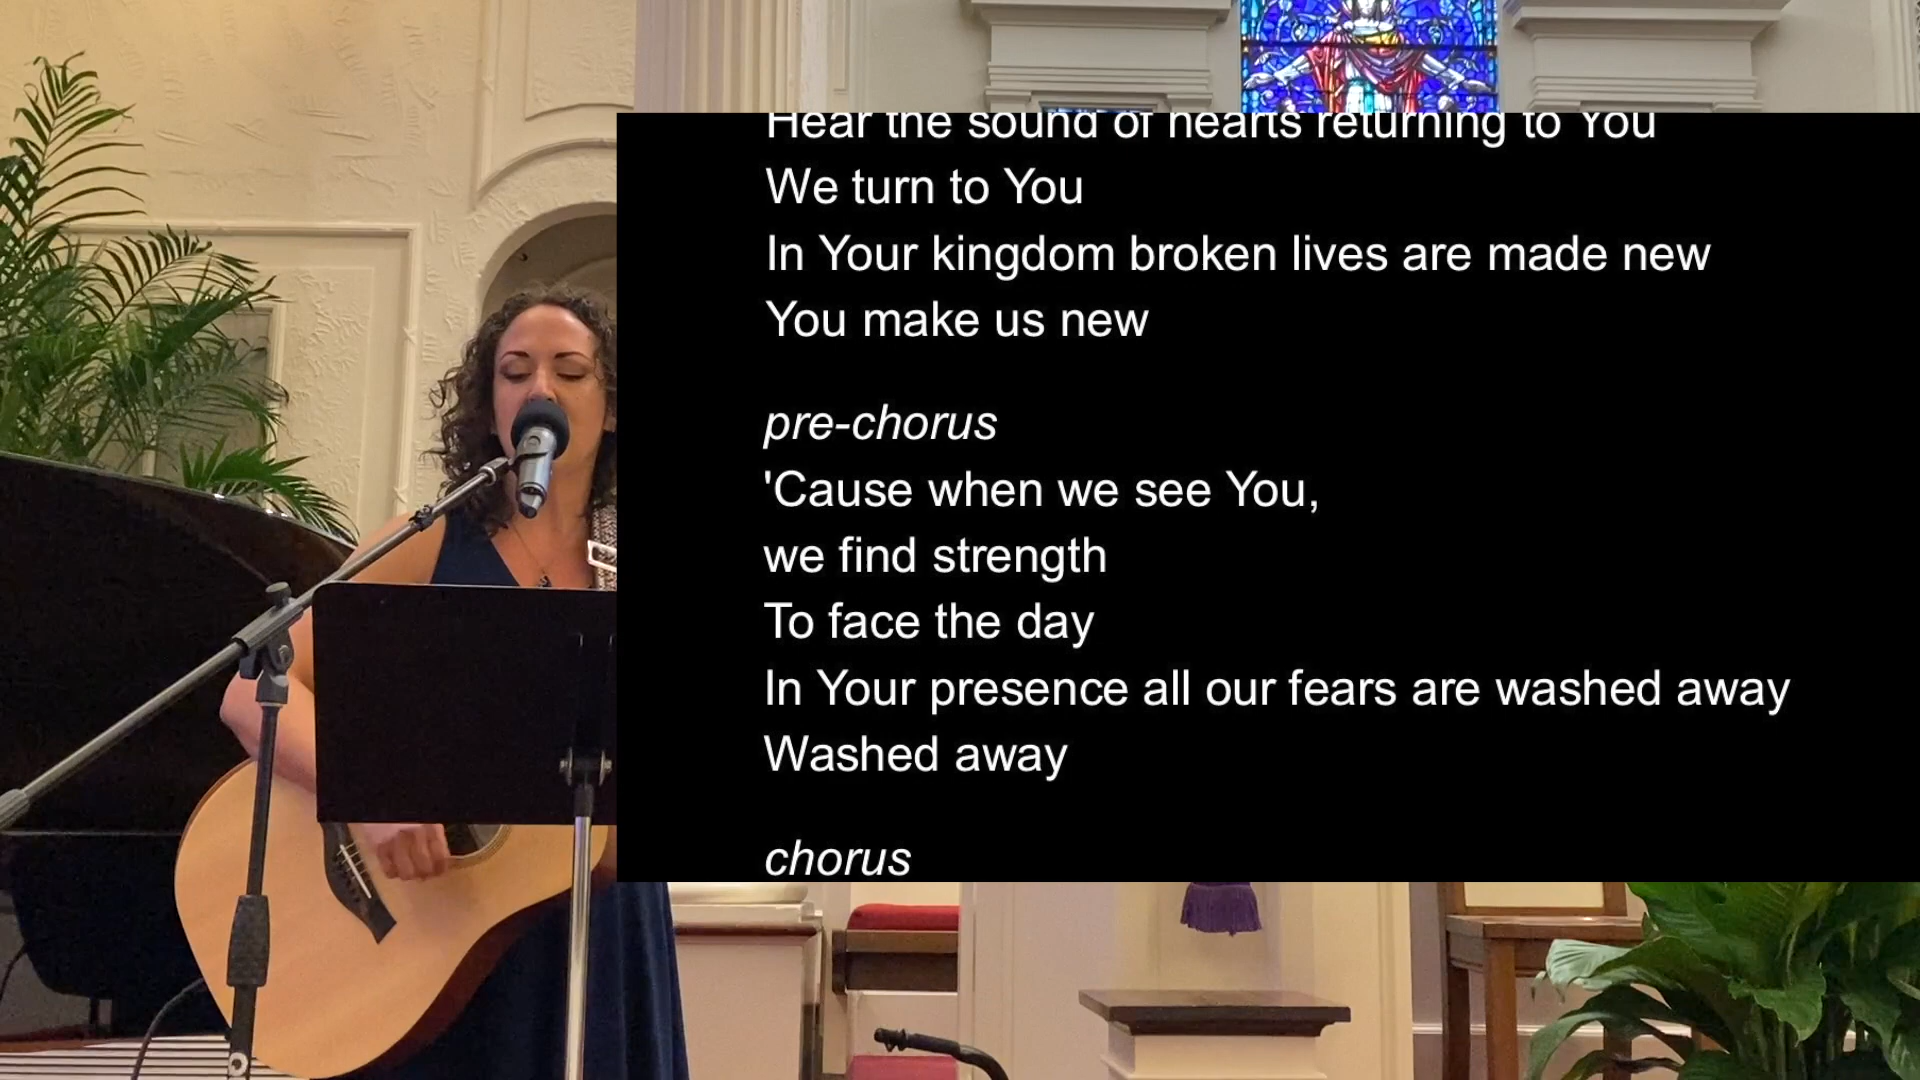 Hear the sound of hearts returning to You
We turn to You
In Your kingdom broken lives are made new
You make us new
pre-chorus
'Cause when we see You,
we find strength
To face the day
In Your presence all our fears are washed away
Washed away
chorus